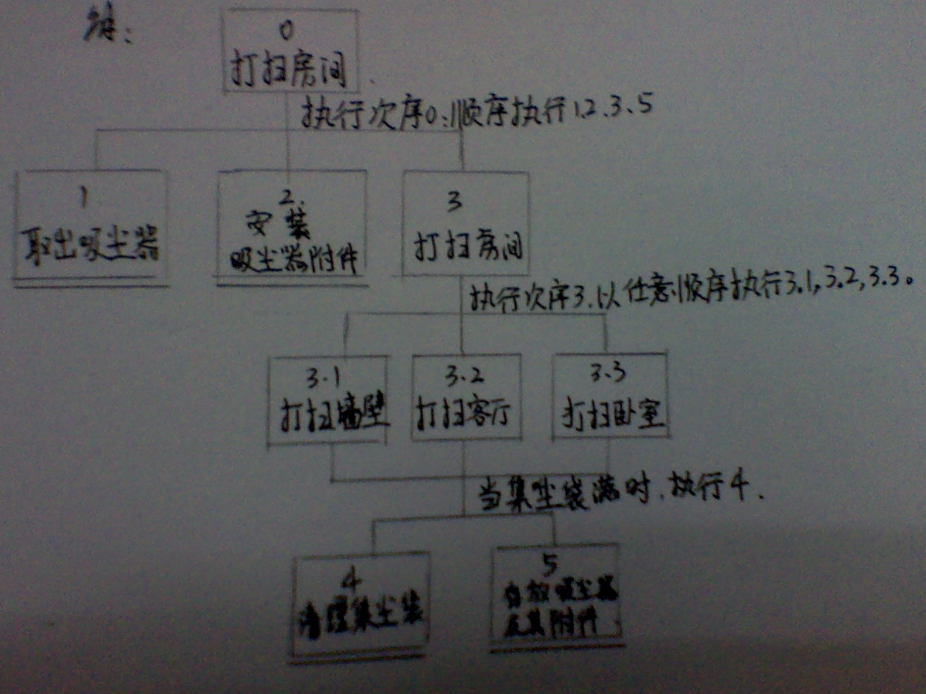 解:
0
打扫房间.
执行次序0:顺序执行1.2.3.5
1
取出吸尘器
2.
安装
吸尘器附件
3
打扫房间
执行次序3.以任意顺序执行3.1,3.2,3.3。
3.1
打扫墙壁
3.2
打扫客厅
3.3
打扫卧室
当集尘袋满时.执行4.
4
清理集尘袋
5
存放吸尘器
及其附件.